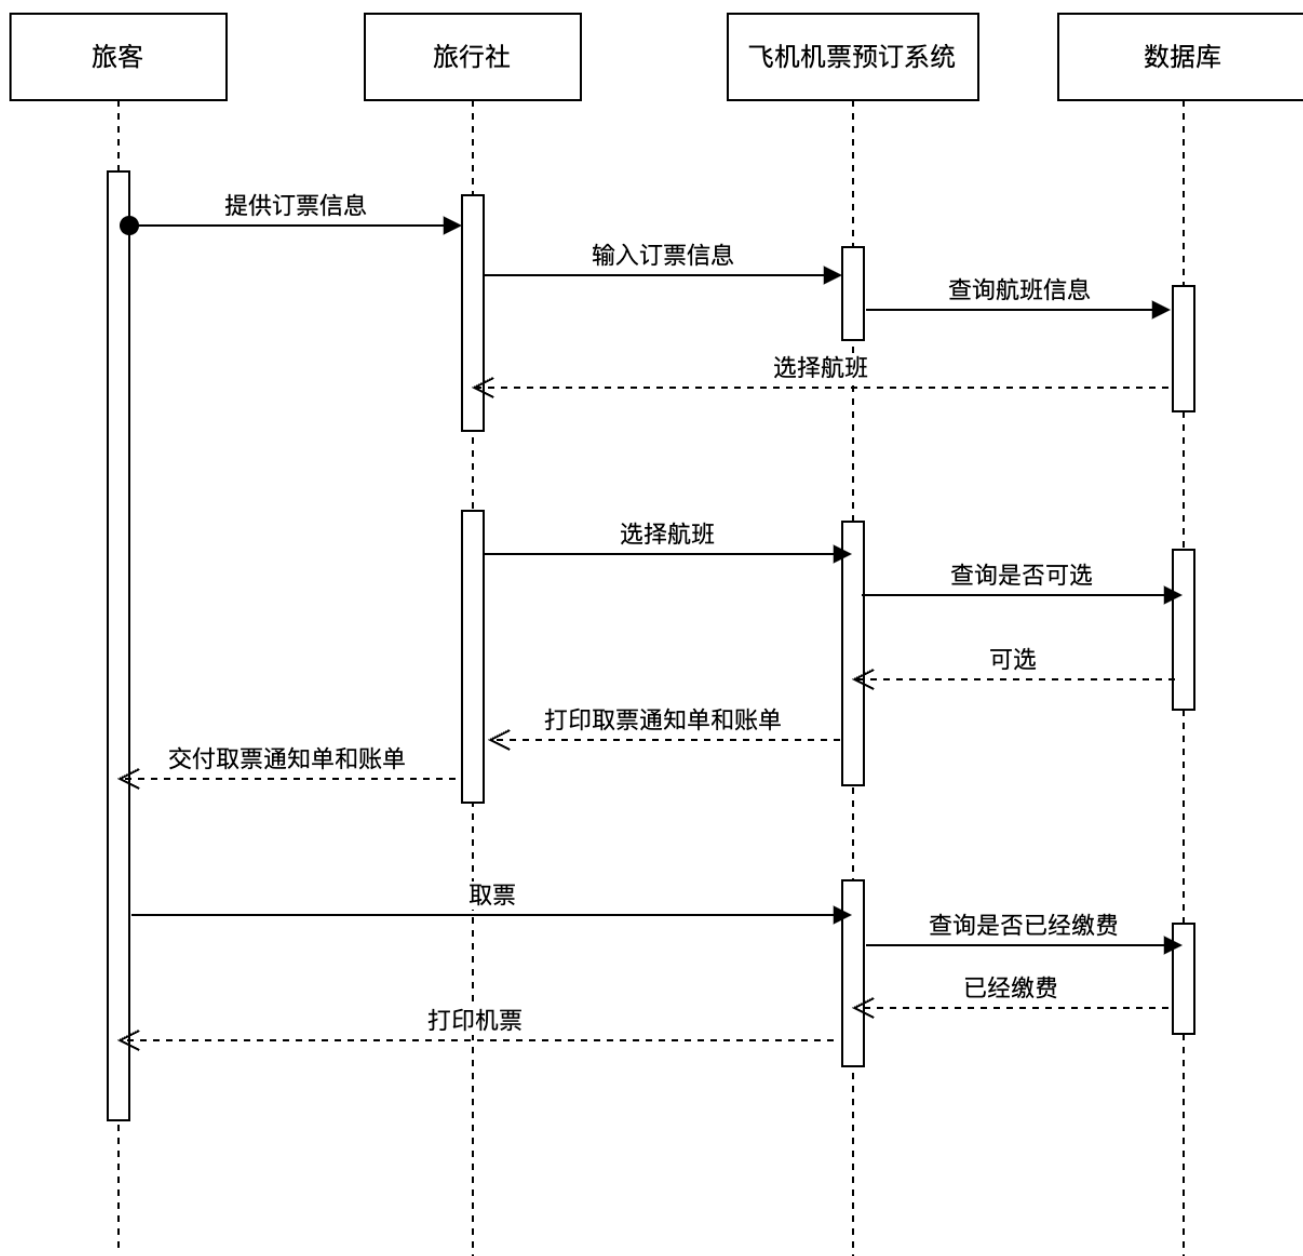 旅客
旅行社
飞机机票预订系统
数据库
提供订票信息
输入订票信息
查询航班信息
选择航班
选择航班
查询是否可选
可选
打印取票通知单和账单
交付取票通知单和账单
取票
查询是否已经缴费
已经缴费
打印机票